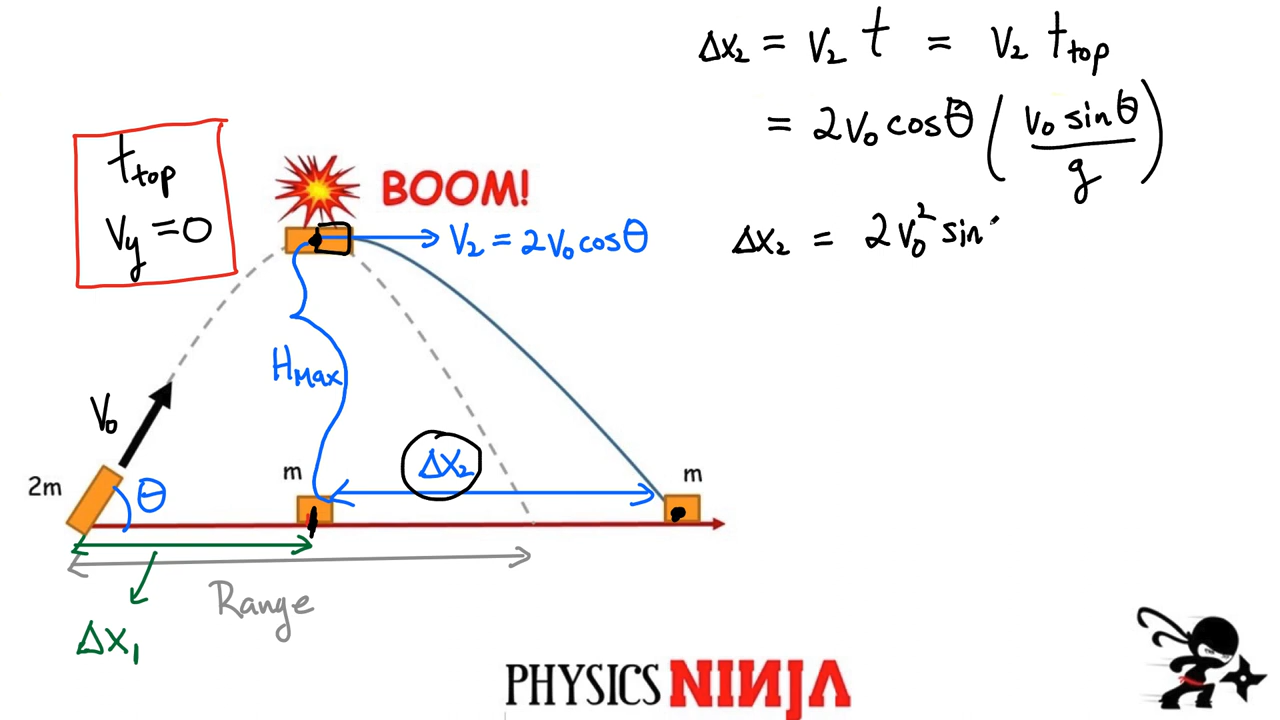 Δx₂ = v₂ t = v₂ t_top
= 2v₀ cosθ ( v₀ sinθ / g )
Δx₂ = 2v₀² sin
t_top
v_y = 0
BOOM!
v₂ = 2v₀ cosθ
H_Max
v₀
θ
2m
m
Δx₂
m
Range
Δx₁
PHYSICS NINJA